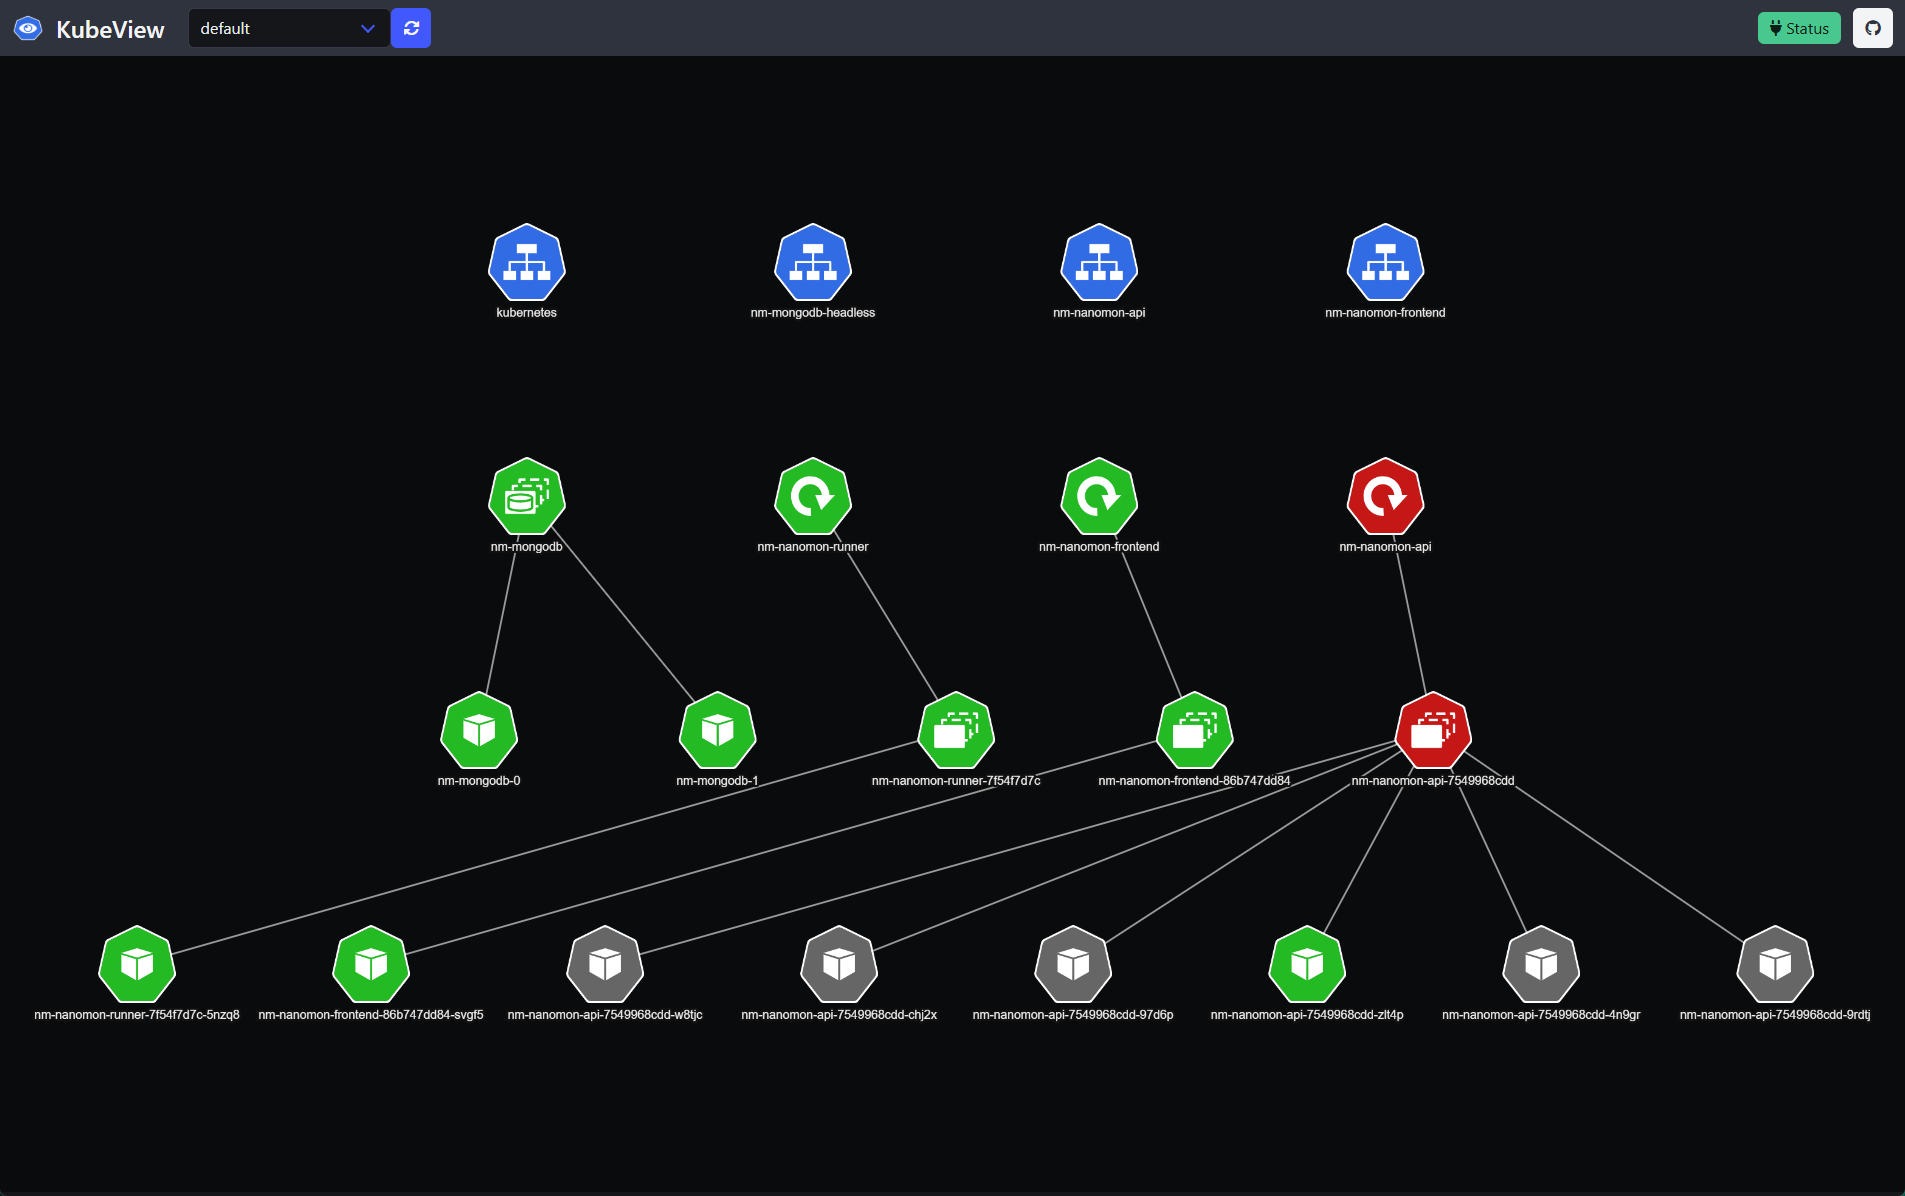 KubeView
default
Status
kubernetes
nm-mongodb-headless
nm-nanomon-api
nm-nanomon-frontend
nm-mongodb
nm-nanomon-runner
nm-nanomon-frontend
nm-nanomon-api
nm-mongodb-0
nm-mongodb-1
nm-nanomon-runner-7f54f7d7c
nm-nanomon-frontend-86b747dd84
nm-nanomon-api-7549968cdd
nm-nanomon-runner-7f54f7d7c-5nzq8
nm-nanomon-frontend-86b747dd84-svgf5
nm-nanomon-api-7549968cdd-w8tjc
nm-nanomon-api-7549968cdd-chj2x
nm-nanomon-api-7549968cdd-97d6p
nm-nanomon-api-7549968cdd-zlt4p
nm-nanomon-api-7549968cdd-4n9gr
nm-nanomon-api-7549968cdd-9rdtj